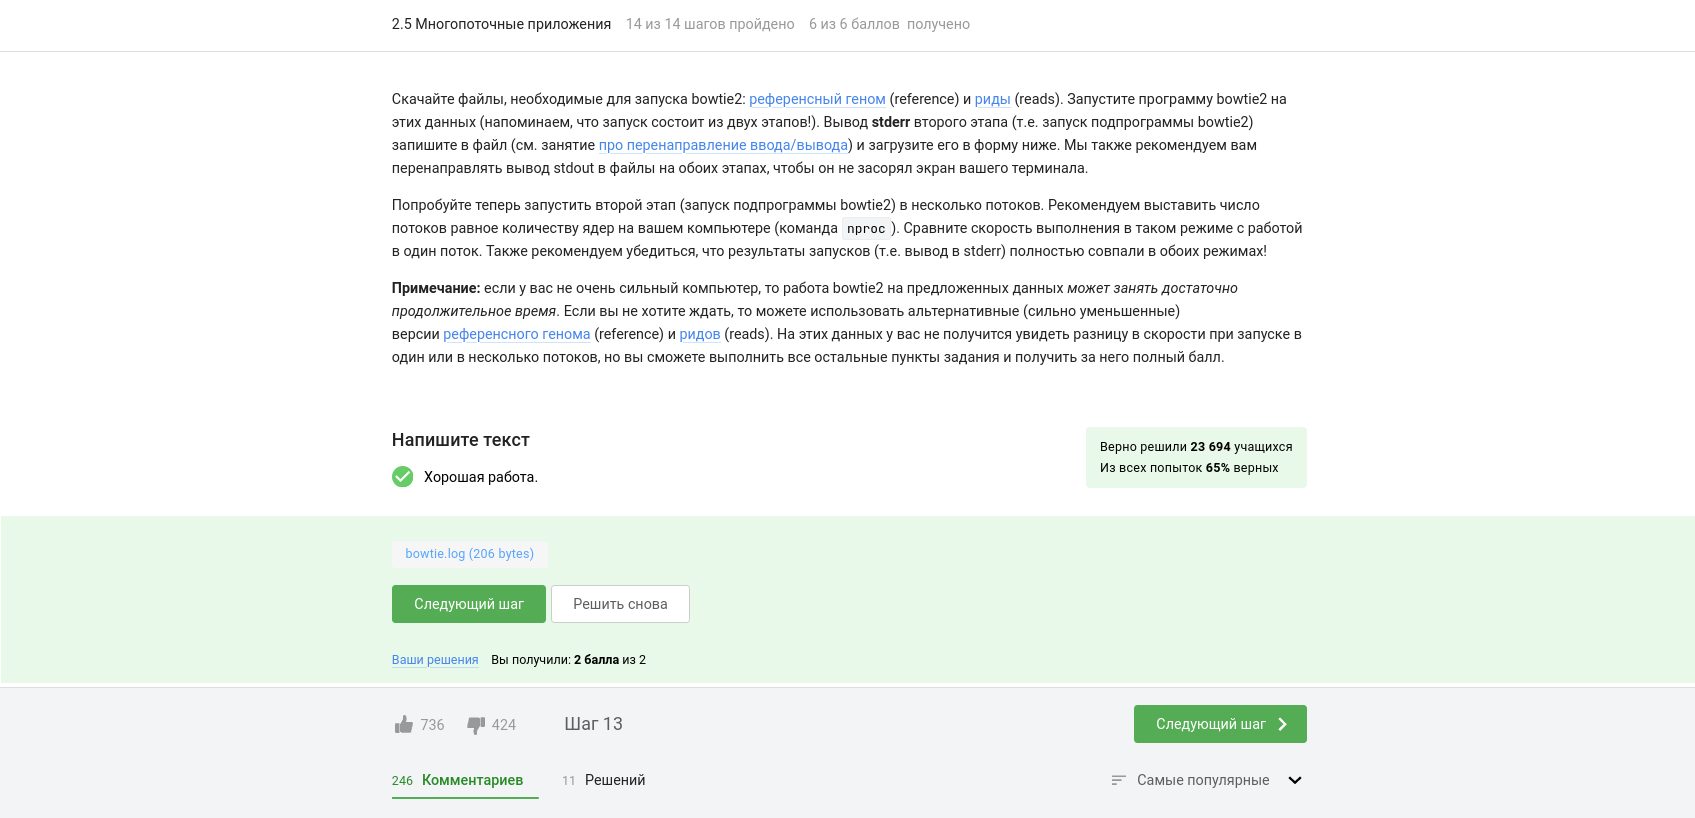 2.5 Многопоточные приложения 14 из 14 шагов пройдено 6 из 6 баллов получено
Скачайте файлы, необходимые для запуска bowtie2: референсный геном (reference) и риды (reads). Запустите программу bowtie2 на
этих данных (напоминаем, что запуск состоит из двух этапов!). Вывод stderr второго этапа (т.е. запуск подпрограммы bowtie2)
запишите в файл (см. занятие про перенаправление ввода/вывода) и загрузите его в форму ниже. Мы также рекомендуем вам
перенаправлять вывод stdout в файлы на обоих этапах, чтобы он не засорял экран вашего терминала.
Попробуйте теперь запустить второй этап (запуск подпрограммы bowtie2) в несколько потоков. Рекомендуем выставить число
потоков равное количеству ядер на вашем компьютере (команда nproc). Сравните скорость выполнения в таком режиме с работой
в один поток. Также рекомендуем убедиться, что результаты запусков (т.е. вывод в stderr) полностью совпали в обоих режимах!
Примечание: если у вас не очень сильный компьютер, то работа bowtie2 на предложенных данных может занять достаточно
продолжительное время. Если вы не хотите ждать, то можете использовать альтернативные (сильно уменьшенные)
версии референсного генома (reference) и ридов (reads). На этих данных у вас не получится увидеть разницу в скорости при запуске в
один или в несколько потоков, но вы сможете выполнить все остальные пункты задания и получить за него полный балл.
Напишите текст
Верно решили 23 694 учащихся
Из всех попыток 65% верных
Хорошая работа.
bowtie.log (206 bytes)
Следующий шаг Решить снова
Ваши решения Вы получили: 2 балла из 2
736 424 Шаг 13 Следующий шаг
246 Комментариев 11 Решений Самые популярные